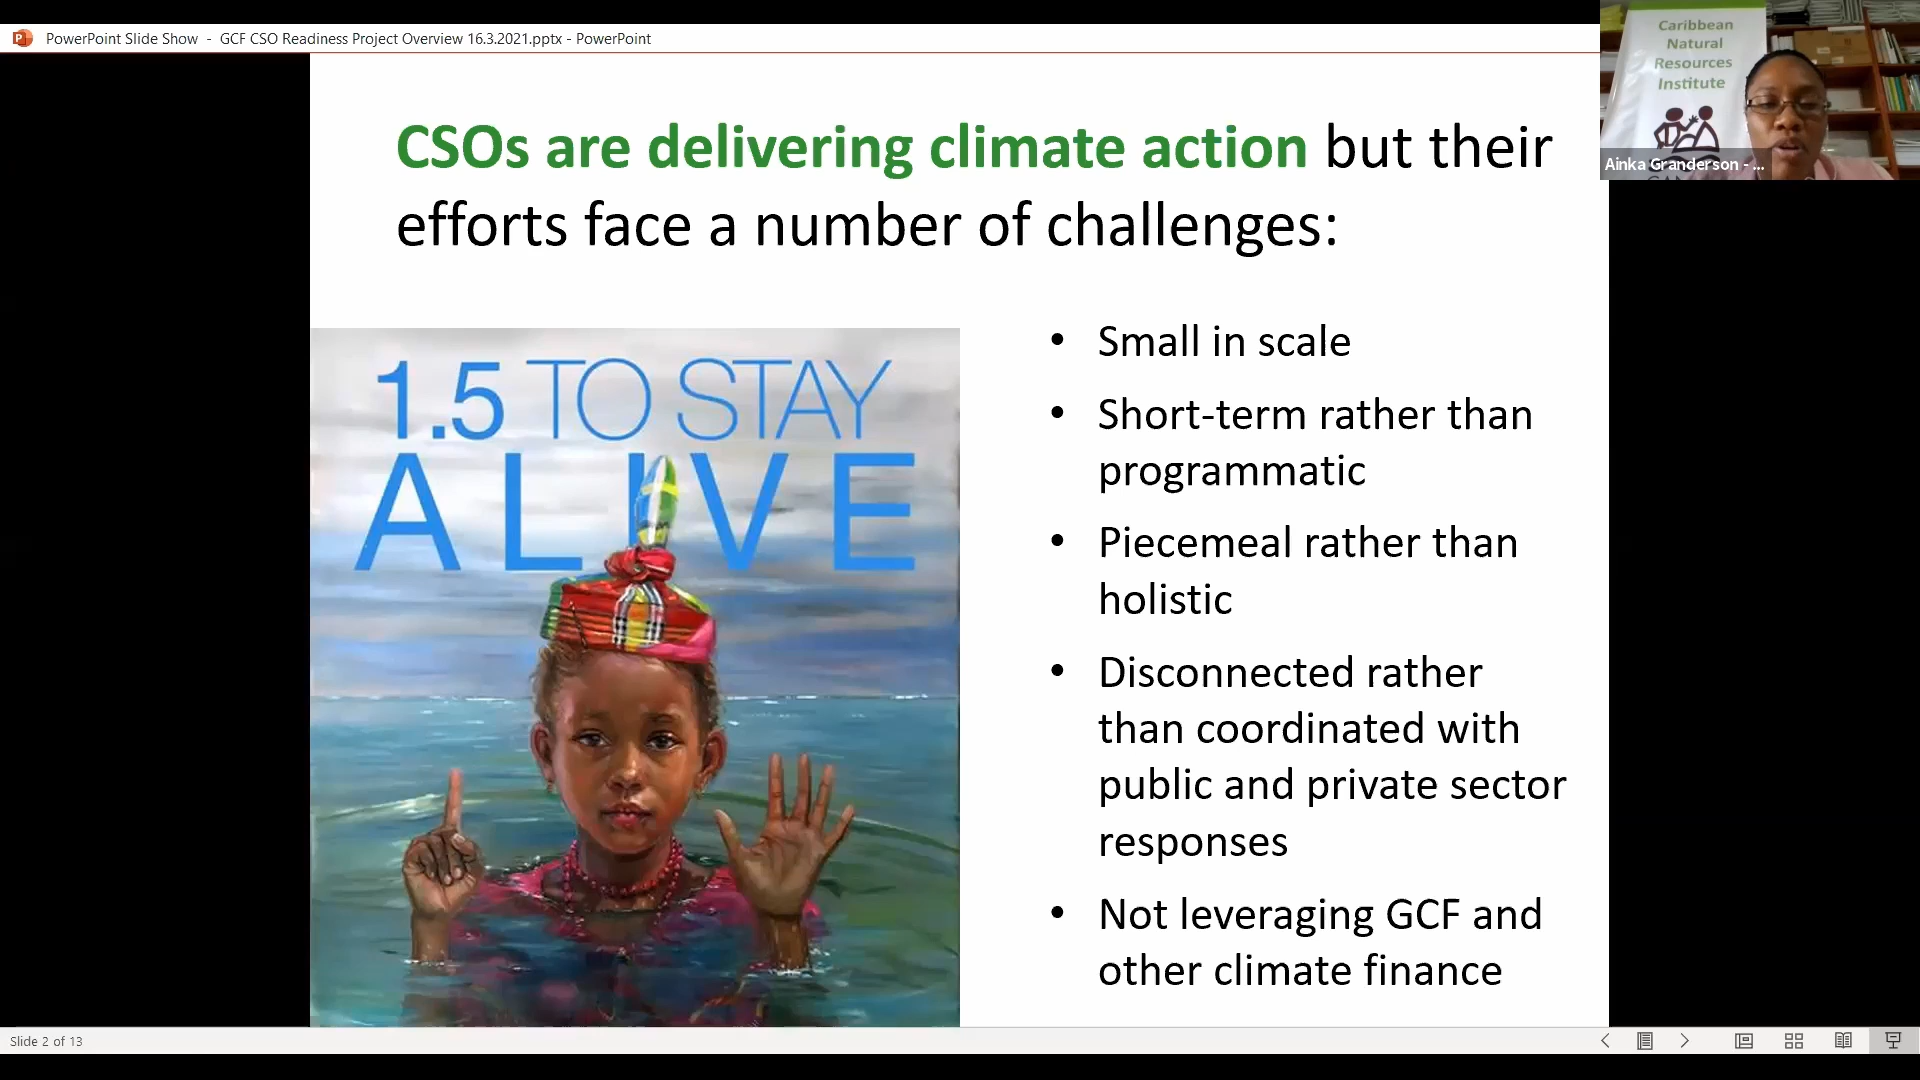 PowerPoint Slide Show - GCF CSO Readiness Project Overview 16.3.2021.pptx - PowerPoint
Caribbean
Natural
Resources
Institute
Ainka Granderson - ...
CSOs are delivering climate action but their
efforts face a number of challenges:
1.5 TO STAY
ALIVE
• Small in scale
• Short-term rather than
programmatic
• Piecemeal rather than
holistic
• Disconnected rather
than coordinated with
public and private sector
responses
• Not leveraging GCF and
other climate finance
Slide 2 of 13